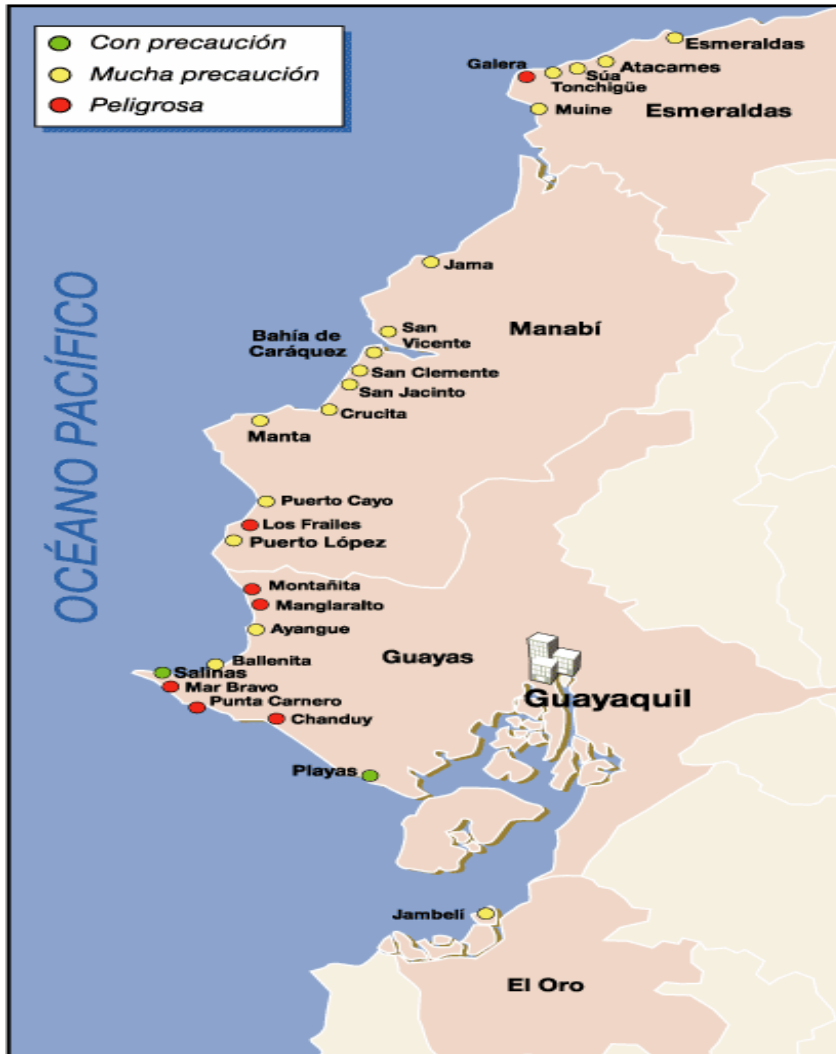 Con precaución
Mucha precaución
Peligrosa
OCÉANO PACÍFICO
Esmeraldas
Galera
Atacames
Súa
Tonchigüe
Muine
Esmeraldas
Jama
San
Vicente
Manabí
Bahía de
Caráquez
San Clemente
San Jacinto
Crucita
Manta
Puerto Cayo
Los Frailes
Puerto López
Montañita
Manglaralto
Ayangue
Guayas
Ballenita
Salinas
Mar Bravo
Punta Carnero
Chanduy
Guayaquil
Playas
Jambelí
El Oro